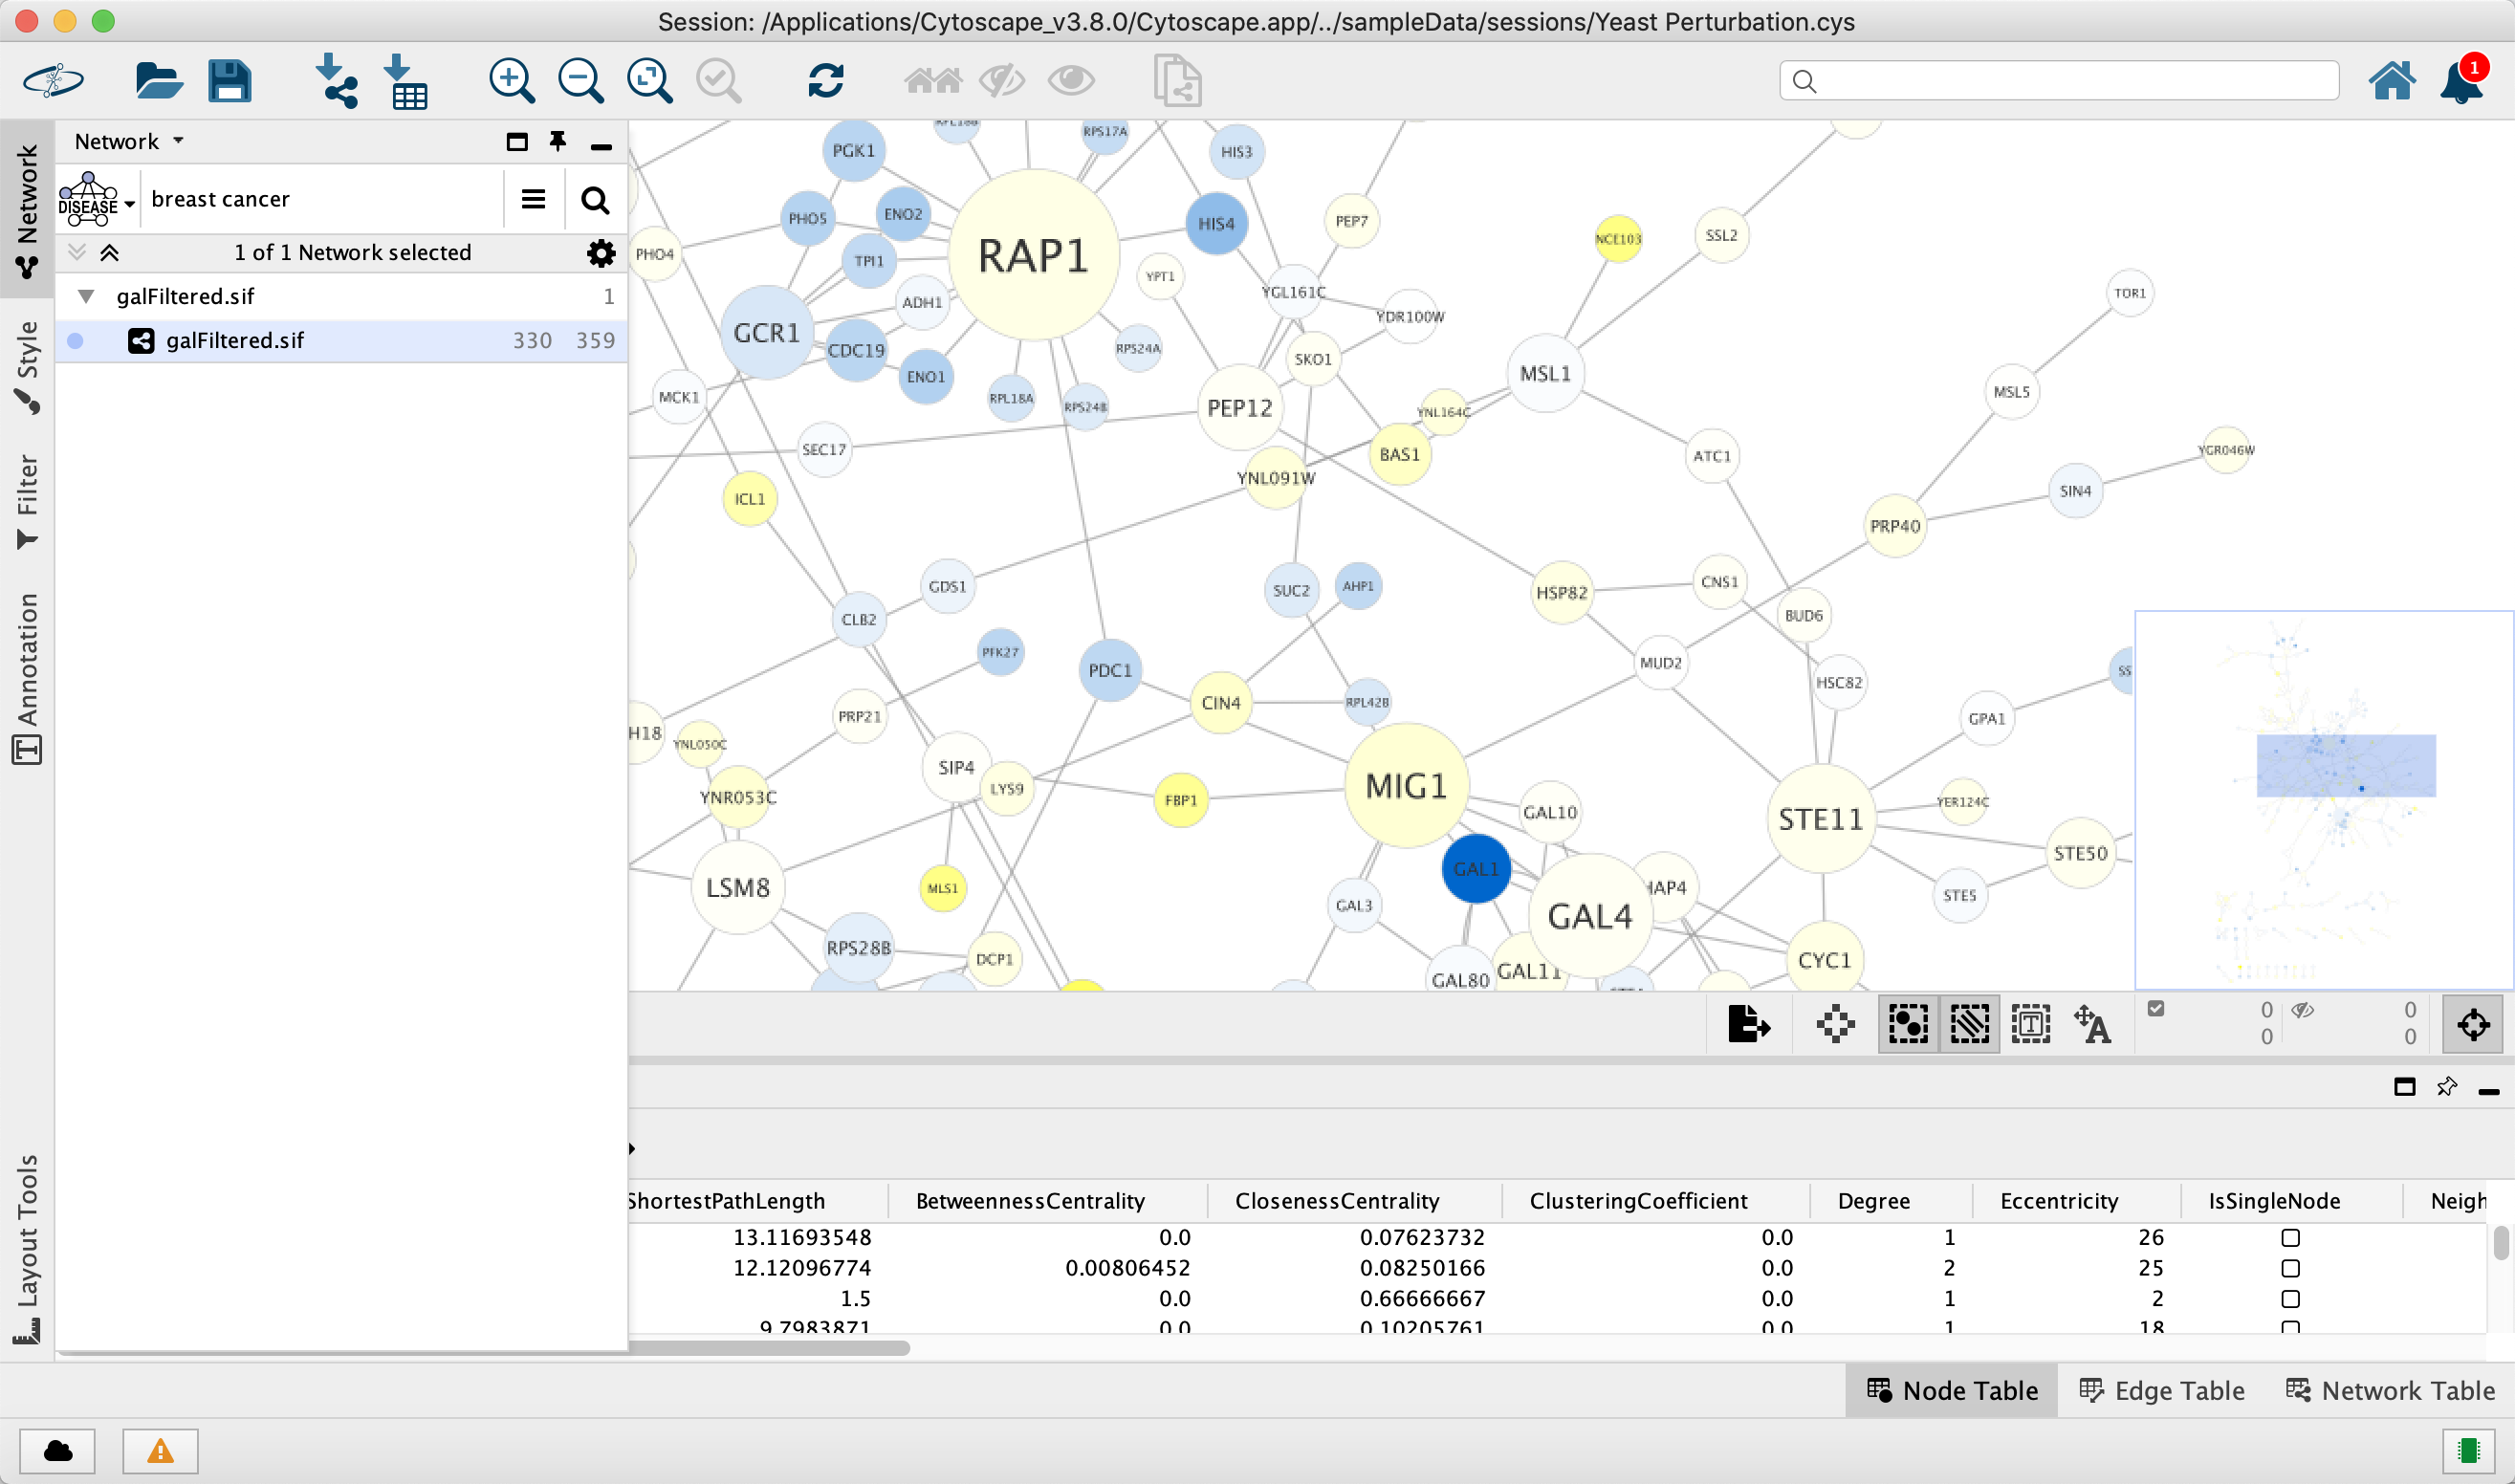 Session: /Applications/Cytoscape_v3.8.0/Cytoscape.app/../sampleData/sessions/Yeast Perturbation.cys
1
Network
Style
Filter
Annotation
Layout Tools
Network
DISEASE
breast cancer
1 of 1 Network selected
galFiltered.sif 1
galFiltered.sif 330 359
RPL18B
RPS17A
PGK1
HIS3
PHO5
ENO2
HIS4
PEP7
NCE103
SSL2
PHO4
TPI1
RAP1
YPT1
YGL161C
TOR1
ADH1
YDR100W
GCR1
CDC19
RPS24A
SKO1
MSL1
ENO1
MCK1
RPL18A
RPS24B
PEP12
YNL164C
MSL5
SEC17
BAS1
ATC1
YGR046W
ICL1
YNL091W
SIN4
PRP40
GDS1
SUC2
AHP1
HSP82
CNS1
CLB2
BUD6
PFK27
PDC1
MUD2
HSC82
SS
PRP21
CIN4
RPL42B
GPA1
H18
YNL050C
SIP4
LYS9
MIG1
YNR053C
FBP1
GAL10
STE11
YER124C
LSM8
MLS1
GAL1
HAP4
STE50
GAL3
GAL4
STE5
RPS28B
DCP1
GAL80
GAL11
CYC1
0 0
0 0
ShortestPathLength BetweennessCentrality ClosenessCentrality ClusteringCoefficient Degree Eccentricity IsSingleNode Neigh
13.11693548 0.0 0.07623732 0.0 1 26
12.12096774 0.00806452 0.08250166 0.0 2 25
1.5 0.0 0.66666667 0.0 1 2
9.7983871 0.0 0.10205761 0.0 1 18
Node Table Edge Table Network Table